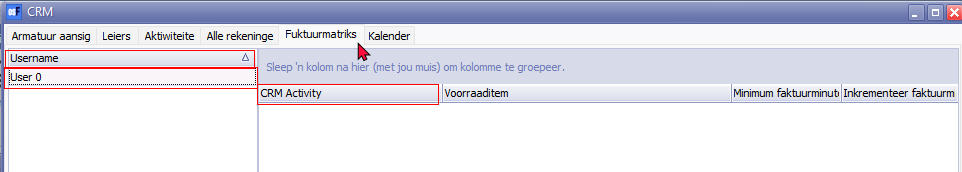 CRM
Armatuur aansig Leiers Aktiwiteite Alle rekeninge Fuktuurmatriks Kalender
Username
User 0
Sleep 'n kolom na hier (met jou muis) om kolomme te groepeer.
CRM Activity Voorraaditem Minimum faktuurminut Inkrementeer faktuurm